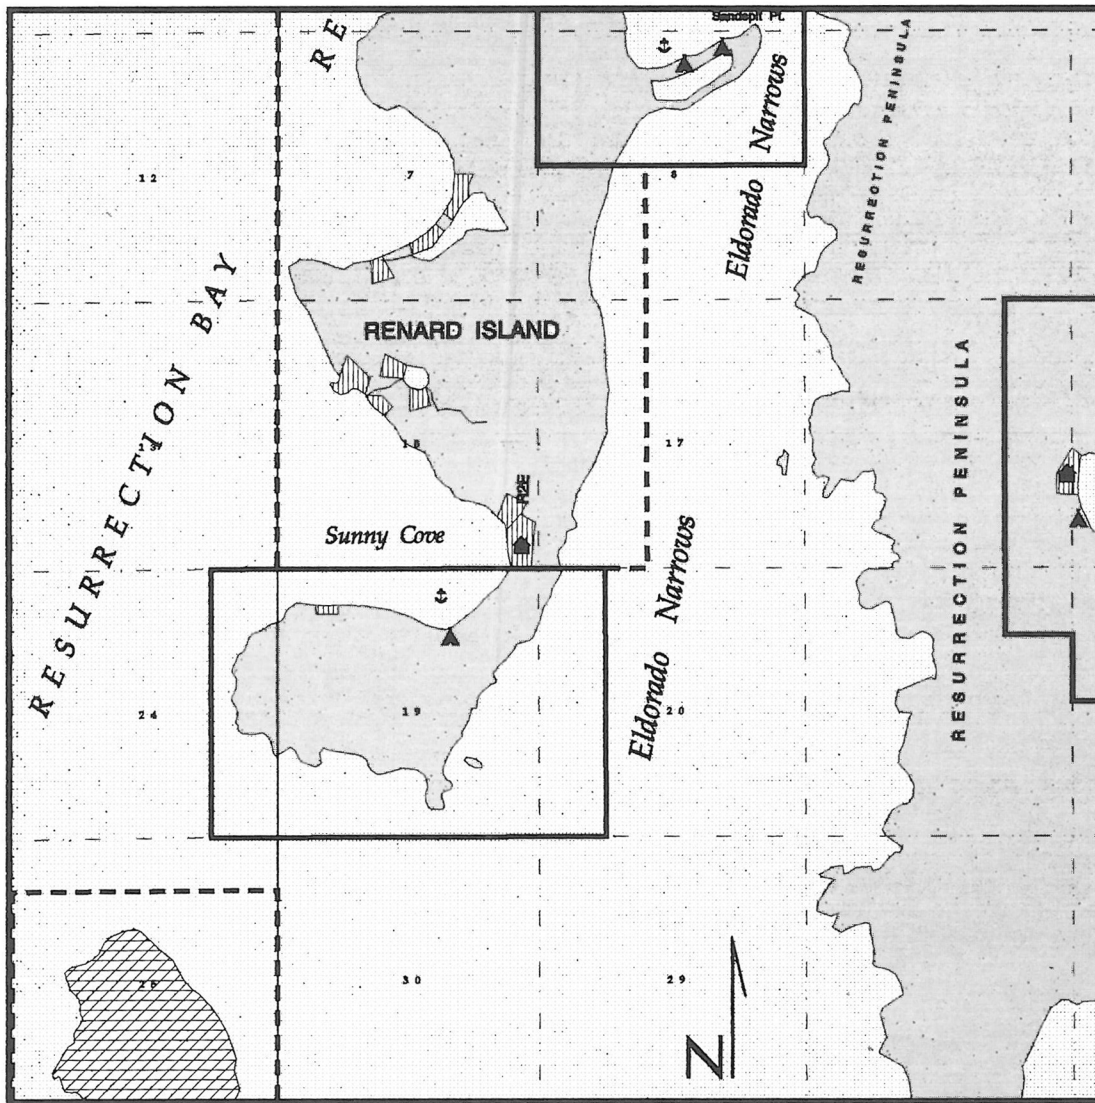 Sandspit Pt.
R E
Eldorado Narrows
RESURRECTION PENINSULA
12
7
8
RESURRECTION BAY
RENARD ISLAND
18
17
R2E
Sunny Cove
Eldorado Narrows
RESURRECTION PENINSULA
24
19
20
30
29
N